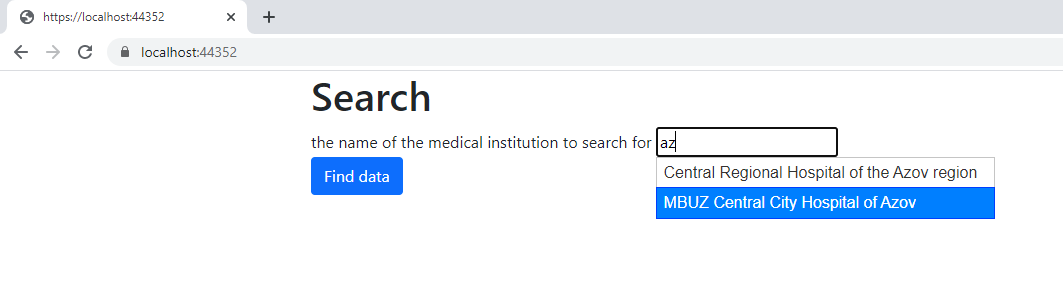 https://localhost:44352
localhost:44352
Search
the name of the medical institution to search for az
Central Regional Hospital of the Azov region
Find data
MBUZ Central City Hospital of Azov